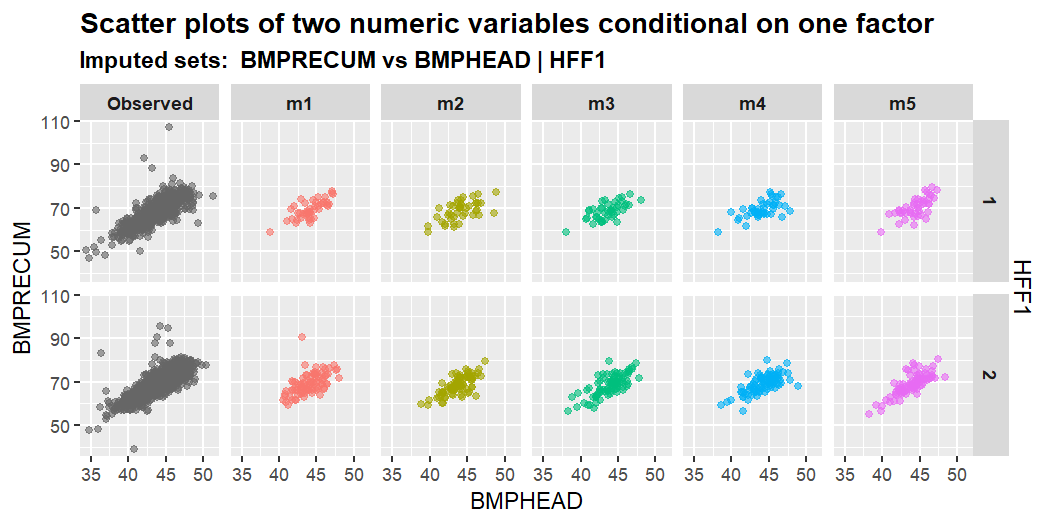 Scatter plots of two numeric variables conditional on one factor
Imputed sets:  BMPRECUM vs BMPHEAD | HFF1
Observed m1 m2 m3 m4 m5
110
90
70
50
1
110
90
70
50
2
BMPRECUM
HFF1
35 40 45 50 35 40 45 50 35 40 45 50 35 40 45 50 35 40 45 50 35 40 45 50
BMPHEAD